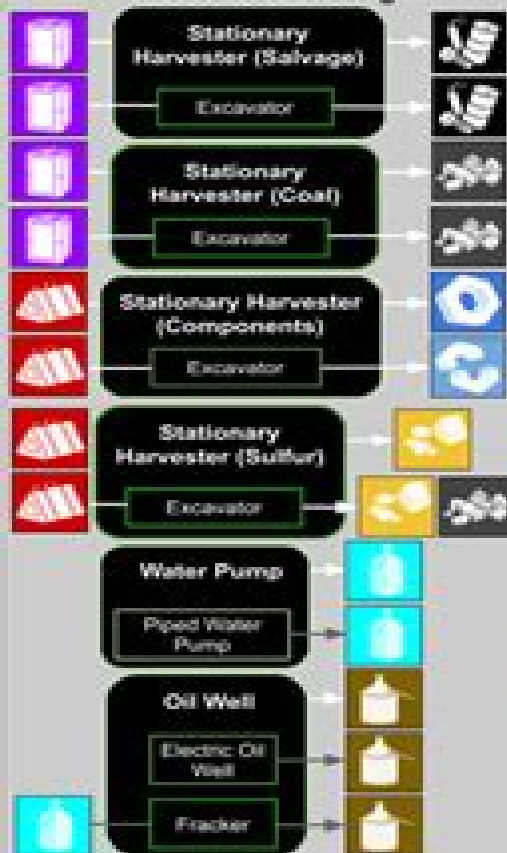 Stationary
Harvester (Salvage)
Excavator
Stationary
Harvester (Coal)
Excavator
Stationary Harvester
(Components)
Excavator
Stationary
Harvester (Sulfur)
Excavator
Water Pump
Piped Water
Pump
Oil Well
Electric Oil
Well
Fracker